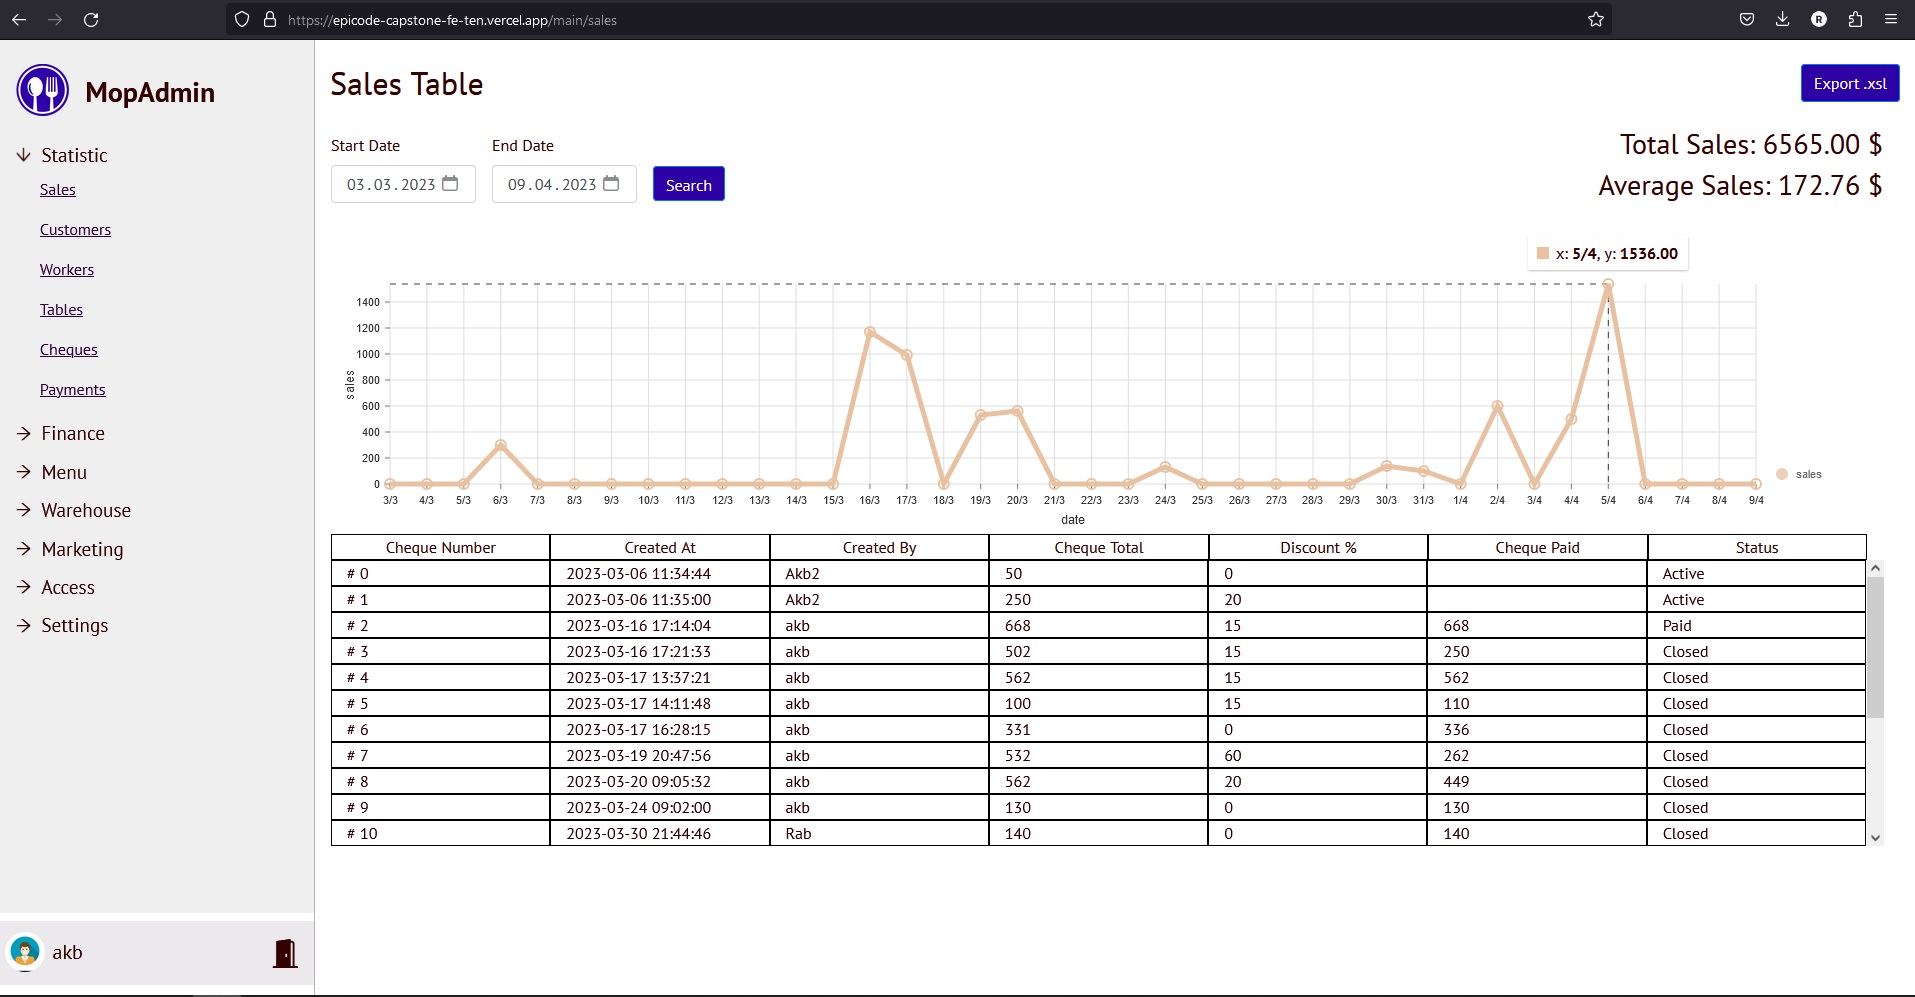 https://epicode-capstone-fe-ten.vercel.app/main/sales
R
MopAdmin
Statistic
Sales
Customers
Workers
Tables
Cheques
Payments
Finance
Menu
Warehouse
Marketing
Access
Settings
akb
Sales Table
Export .xsl
Start Date End Date
03.03.2023 09.04.2023 Search
Total Sales: 6565.00 $
Average Sales: 172.76 $
x: 5/4, y: 1536.00
sales
1400
1200
1000
800
600
400
200
0
3/3 4/3 5/3 6/3 7/3 8/3 9/3 10/3 11/3 12/3 13/3 14/3 15/3 16/3 17/3 18/3 19/3 20/3 21/3 22/3 23/3 24/3 25/3 26/3 27/3 28/3 29/3 30/3 31/3 1/4 2/4 3/4 4/4 5/4 6/4 7/4 8/4 9/4
date
sales
Cheque Number Created At Created By Cheque Total Discount % Cheque Paid Status
# 0 2023-03-06 11:34:44 Akb2 50 0 Active
# 1 2023-03-06 11:35:00 Akb2 250 20 Active
# 2 2023-03-16 17:14:04 akb 668 15 668 Paid
# 3 2023-03-16 17:21:33 akb 502 15 250 Closed
# 4 2023-03-17 13:37:21 akb 562 15 562 Closed
# 5 2023-03-17 14:11:48 akb 100 15 110 Closed
# 6 2023-03-17 16:28:15 akb 331 0 336 Closed
# 7 2023-03-19 20:47:56 akb 532 60 262 Closed
# 8 2023-03-20 09:05:32 akb 562 20 449 Closed
# 9 2023-03-24 09:02:00 akb 130 0 130 Closed
# 10 2023-03-30 21:44:46 Rab 140 0 140 Closed